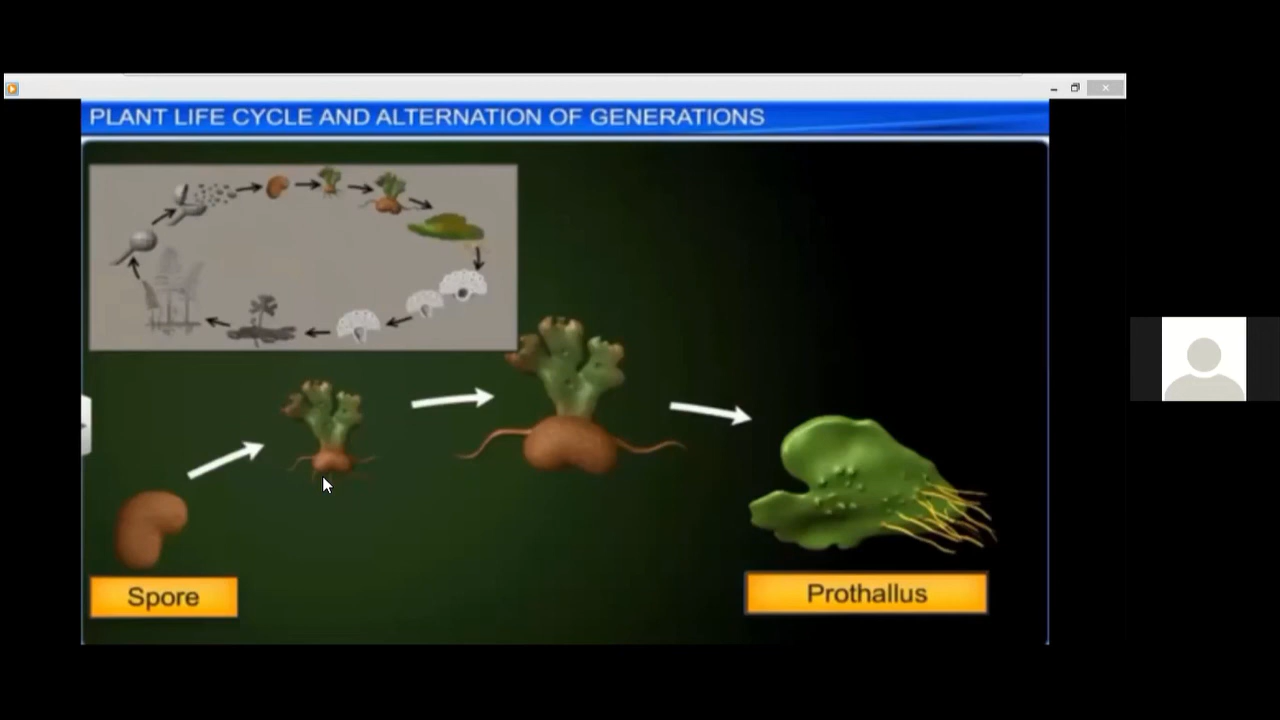 PLANT LIFE CYCLE AND ALTERNATION OF GENERATIONS
Spore
Prothallus